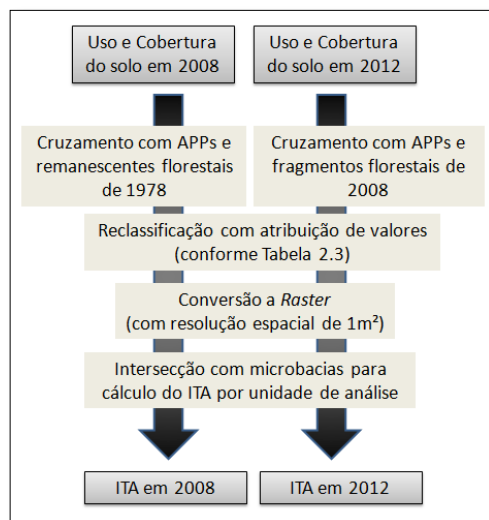 Uso e Cobertura
do solo em 2008
Uso e Cobertura
do solo em 2012
Cruzamento com APPs e
remanescentes florestais
de 1978
Cruzamento com APPs e
fragmentos florestais de
2008
Reclassificação com atribuição de valores
(conforme Tabela 2.3)
Conversão a Raster
(com resolução espacial de 1m²)
Intersecção com microbacias para
cálculo do ITA por unidade de análise
ITA em 2008
ITA em 2012